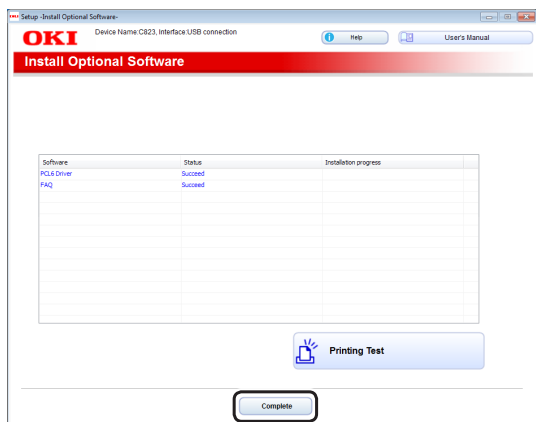 OKI Setup -Install Optional Software-
OKI
Device Name:C823, Interface:USB connection
Help
User's Manual
Install Optional Software
Software Status Installation progress
PCL6 Driver Succeed
FAQ Succeed
Printing Test
Complete